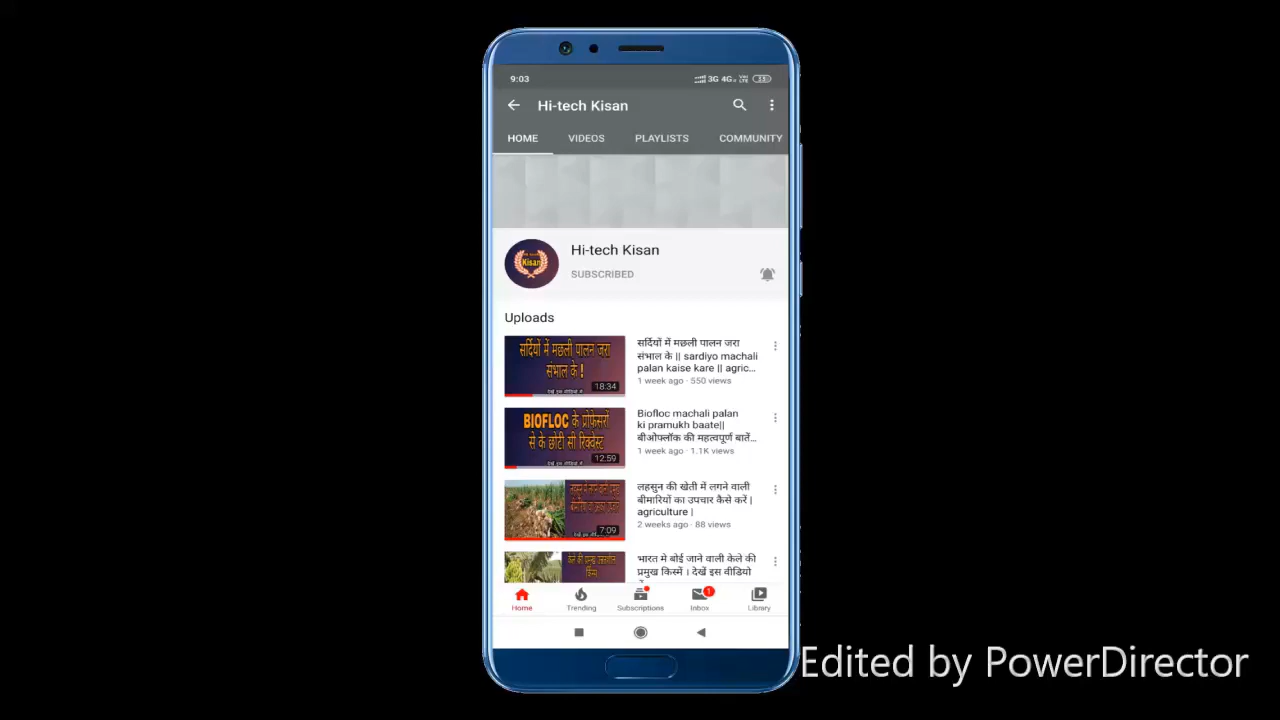 9:03
3G 4G
Hi-tech Kisan
HOME VIDEOS PLAYLISTS COMMUNITY
Kisan
Hi-tech Kisan
SUBSCRIBED
Uploads
सर्दियों में मछली पालन जरा
संभाल के !
18:34
सर्दियों में मछली पालन जरा
संभाल के || sardiyo machali
palan kaise kare || agric...
1 week ago · 550 views
BIOFLOC के प्रोफेसरों
से के छोटी सी रिक्वेस्ट
12:59
Biofloc machali palan
ki pramukh baate||
बीओफ्लॉक की महत्वपूर्ण बातें...
1 week ago · 1.1K views
7:09
लहसुन की खेती में लगने वाली
बीमारियों का उपचार कैसे करें |
agriculture |
2 weeks ago · 88 views
केले की प्रमुख
किस्म
भारत मे बोई जाने वाली केले की
प्रमुख किस्में । देखें इस वीडियो
Home Trending Subscriptions 1 Inbox Library
Edited by PowerDirector